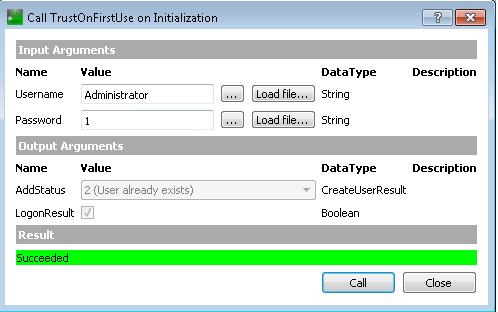 Call TrustOnFirstUse on Initialization
Input Arguments
Name Value DataType Description
Username Administrator ... Load file... String
Password 1 ... Load file... String
Output Arguments
Name Value DataType Description
AddStatus 2 (User already exists) CreateUserResult
LogonResult Boolean
Result
Succeeded
Call Close